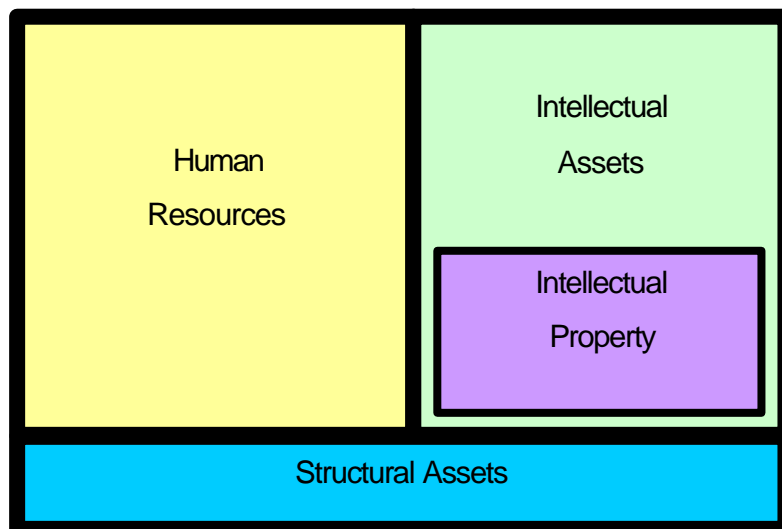 Human
Resources
Intellectual
Assets
Intellectual
Property
Structural Assets